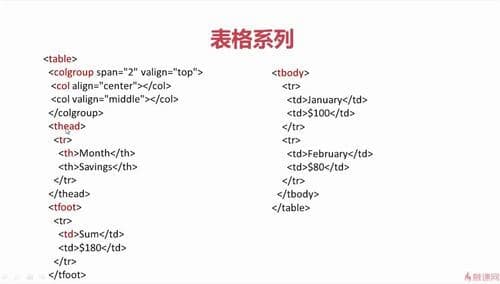 表格系列
<table>
<colgroup span="2" valign="top">
<col align="center"></col>
<col valign="middle"></col>
</colgroup>
<thead>
<tr>
<th>Month</th>
<th>Savings</th>
</tr>
</thead>
<tfoot>
<tr>
<td>Sum</td>
<td>$180</td>
</tr>
</tfoot>
<tbody>
<tr>
<td>January</td>
<td>$100</td>
</tr>
<tr>
<td>February</td>
<td>$80</td>
</tr>
</tbody>
</table>
融课网